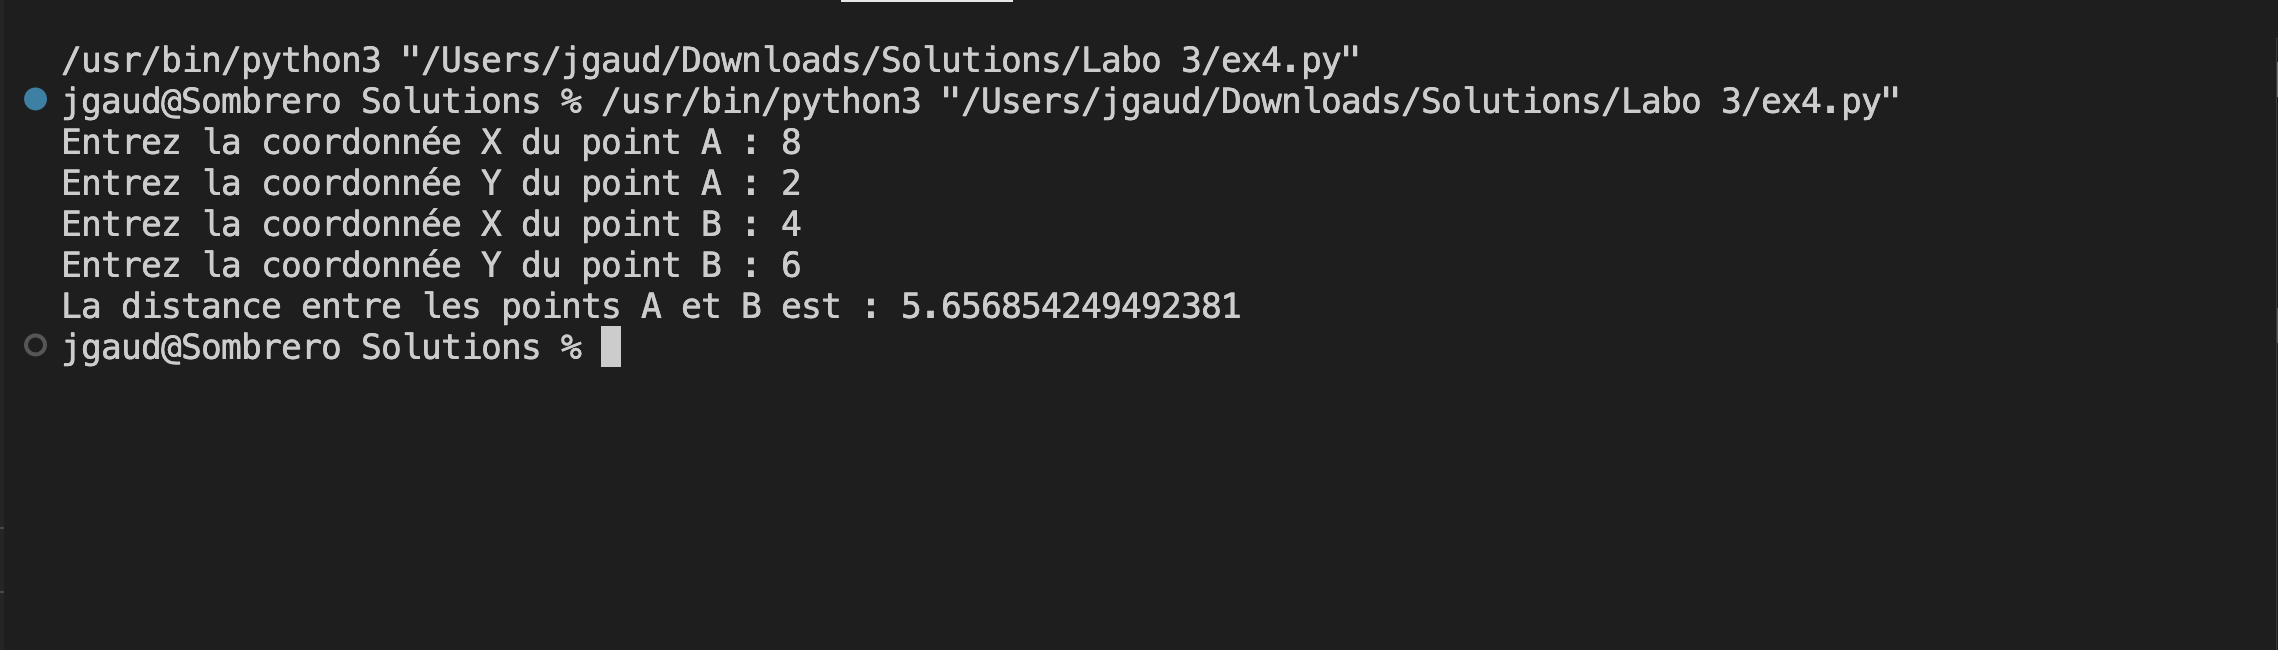 /usr/bin/python3 "/Users/jgaud/Downloads/Solutions/Labo 3/ex4.py"
jgaud@Sombrero Solutions % /usr/bin/python3 "/Users/jgaud/Downloads/Solutions/Labo 3/ex4.py"
Entrez la coordonnée X du point A : 8
Entrez la coordonnée Y du point A : 2
Entrez la coordonnée X du point B : 4
Entrez la coordonnée Y du point B : 6
La distance entre les points A et B est : 5.656854249492381
jgaud@Sombrero Solutions %